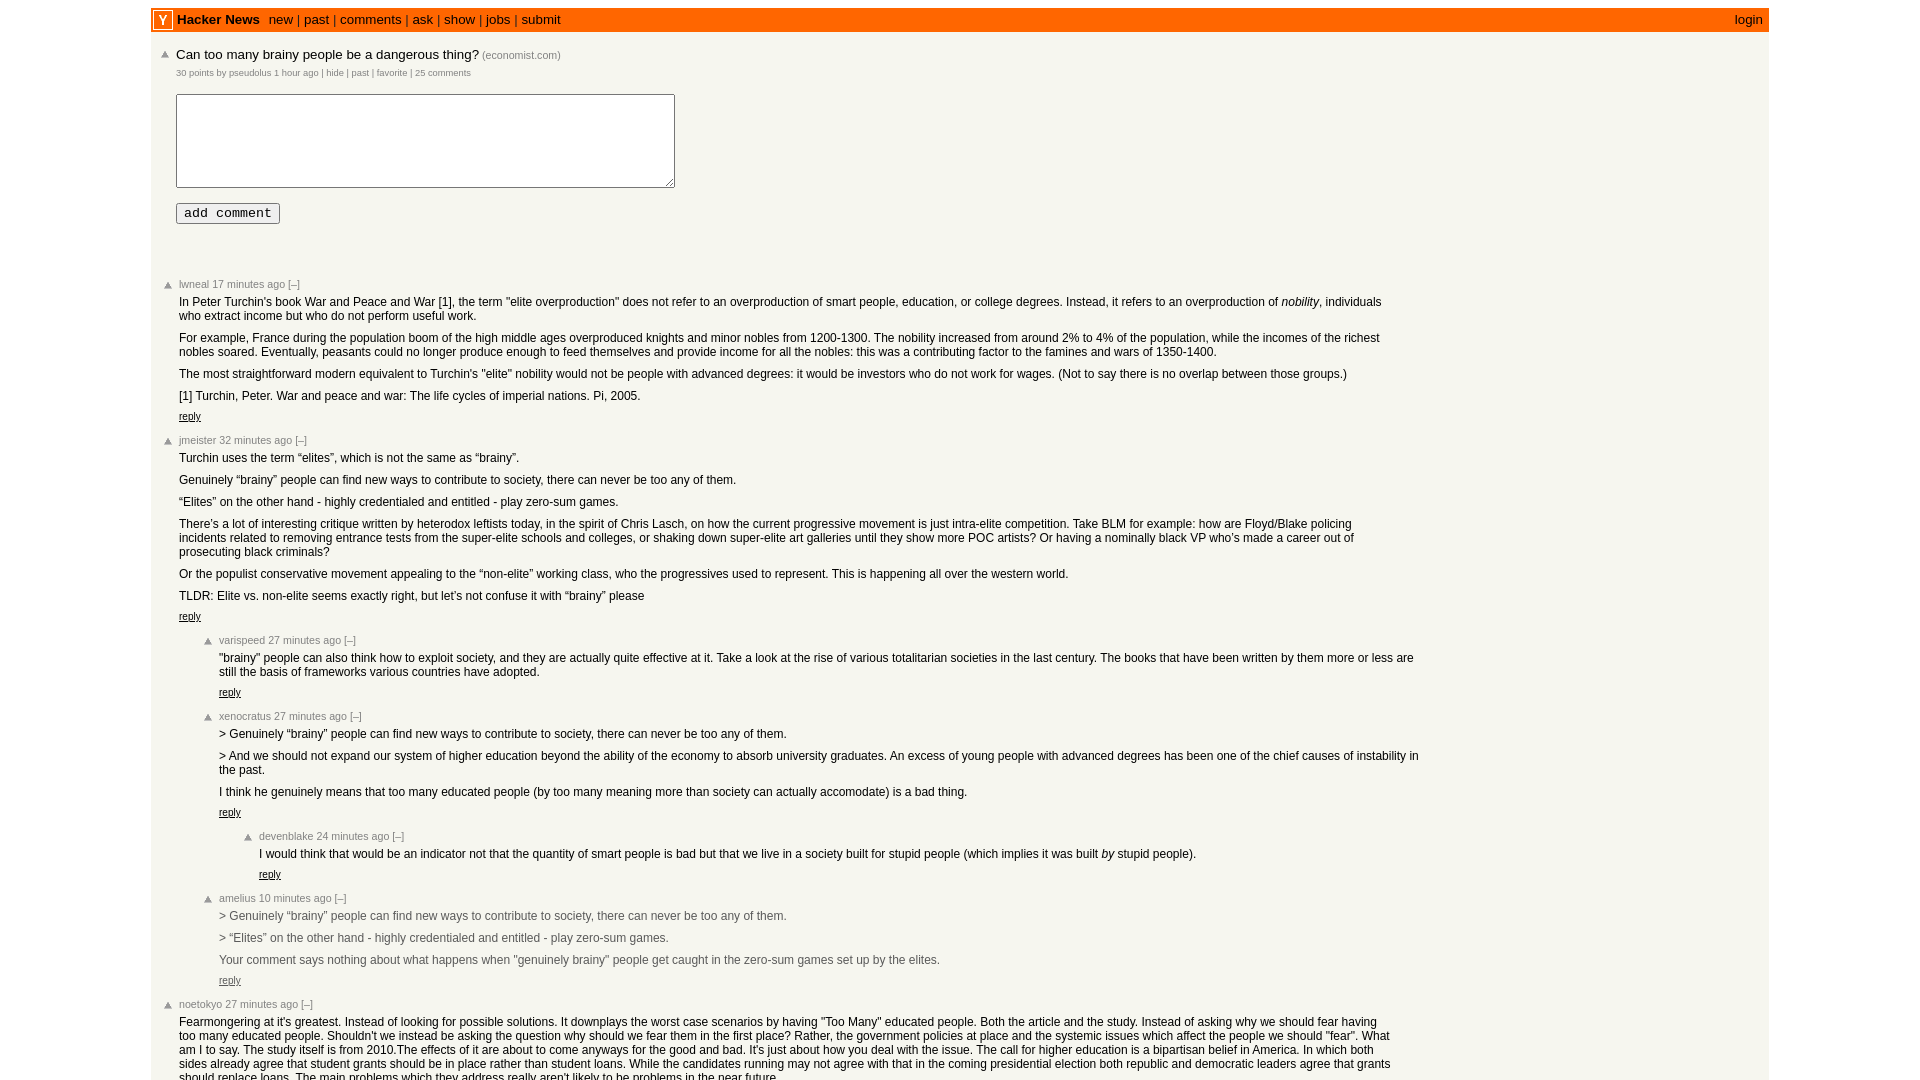 Y Hacker News new | past | comments | ask | show | jobs | submit login
Can too many brainy people be a dangerous thing? (economist.com)
30 points by pseudolus 1 hour ago | hide | past | favorite | 25 comments
add comment
lwneal 17 minutes ago [–]
In Peter Turchin's book War and Peace and War [1], the term "elite overproduction" does not refer to an overproduction of smart people, education, or college degrees. Instead, it refers to an overproduction of nobility, individuals
who extract income but who do not perform useful work.
For example, France during the population boom of the high middle ages overproduced knights and minor nobles from 1200-1300. The nobility increased from around 2% to 4% of the population, while the incomes of the richest
nobles soared. Eventually, peasants could no longer produce enough to feed themselves and provide income for all the nobles: this was a contributing factor to the famines and wars of 1350-1400.
The most straightforward modern equivalent to Turchin's "elite" nobility would not be people with advanced degrees: it would be investors who do not work for wages. (Not to say there is no overlap between those groups.)
[1] Turchin, Peter. War and peace and war: The life cycles of imperial nations. Pi, 2005.
reply
jmeister 32 minutes ago [–]
Turchin uses the term “elites”, which is not the same as “brainy”.
Genuinely “brainy” people can find new ways to contribute to society, there can never be too any of them.
“Elites” on the other hand - highly credentialed and entitled - play zero-sum games.
There’s a lot of interesting critique written by heterodox leftists today, in the spirit of Chris Lasch, on how the current progressive movement is just intra-elite competition. Take BLM for example: how are Floyd/Blake policing
incidents related to removing entrance tests from the super-elite schools and colleges, or shaking down super-elite art galleries until they show more POC artists? Or having a nominally black VP who’s made a career out of
prosecuting black criminals?
Or the populist conservative movement appealing to the “non-elite” working class, who the progressives used to represent. This is happening all over the western world.
TLDR: Elite vs. non-elite seems exactly right, but let’s not confuse it with “brainy” please
reply
varispeed 27 minutes ago [–]
"brainy" people can also think how to exploit society, and they are actually quite effective at it. Take a look at the rise of various totalitarian societies in the last century. The books that have been written by them more or less are
still the basis of frameworks various countries have adopted.
reply
xenocratus 27 minutes ago [–]
> Genuinely “brainy” people can find new ways to contribute to society, there can never be too any of them.
> And we should not expand our system of higher education beyond the ability of the economy to absorb university graduates. An excess of young people with advanced degrees has been one of the chief causes of instability in
the past.
I think he genuinely means that too many educated people (by too many meaning more than society can actually accomodate) is a bad thing.
reply
devenblake 24 minutes ago [–]
I would think that would be an indicator not that the quantity of smart people is bad but that we live in a society built for stupid people (which implies it was built by stupid people).
reply
amelius 10 minutes ago [–]
> Genuinely “brainy” people can find new ways to contribute to society, there can never be too any of them.
> “Elites” on the other hand - highly credentialed and entitled - play zero-sum games.
Your comment says nothing about what happens when "genuinely brainy" people get caught in the zero-sum games set up by the elites.
reply
noetokyo 27 minutes ago [–]
Fearmongering at it's greatest. Instead of looking for possible solutions. It downplays the worst case scenarios by having "Too Many" educated people. Both the article and the study. Instead of asking why we should fear having
too many educated people. Shouldn't we instead be asking the question why should we fear them in the first place? Rather, the government policies at place and the systemic issues which affect the people we should "fear". What
am I to say. The study itself is from 2010.The effects of it are about to come anyways for the good and bad. It's just about how you deal with the issue. The call for higher education is a bipartisan belief in America. In which both
sides already agree that student grants should be in place rather than student loans. While the candidates running may not agree with that in the coming presidential election both republic and democratic leaders agree that grants
should replace loans. The main problems which they address really aren't likely to be problems in the near future.